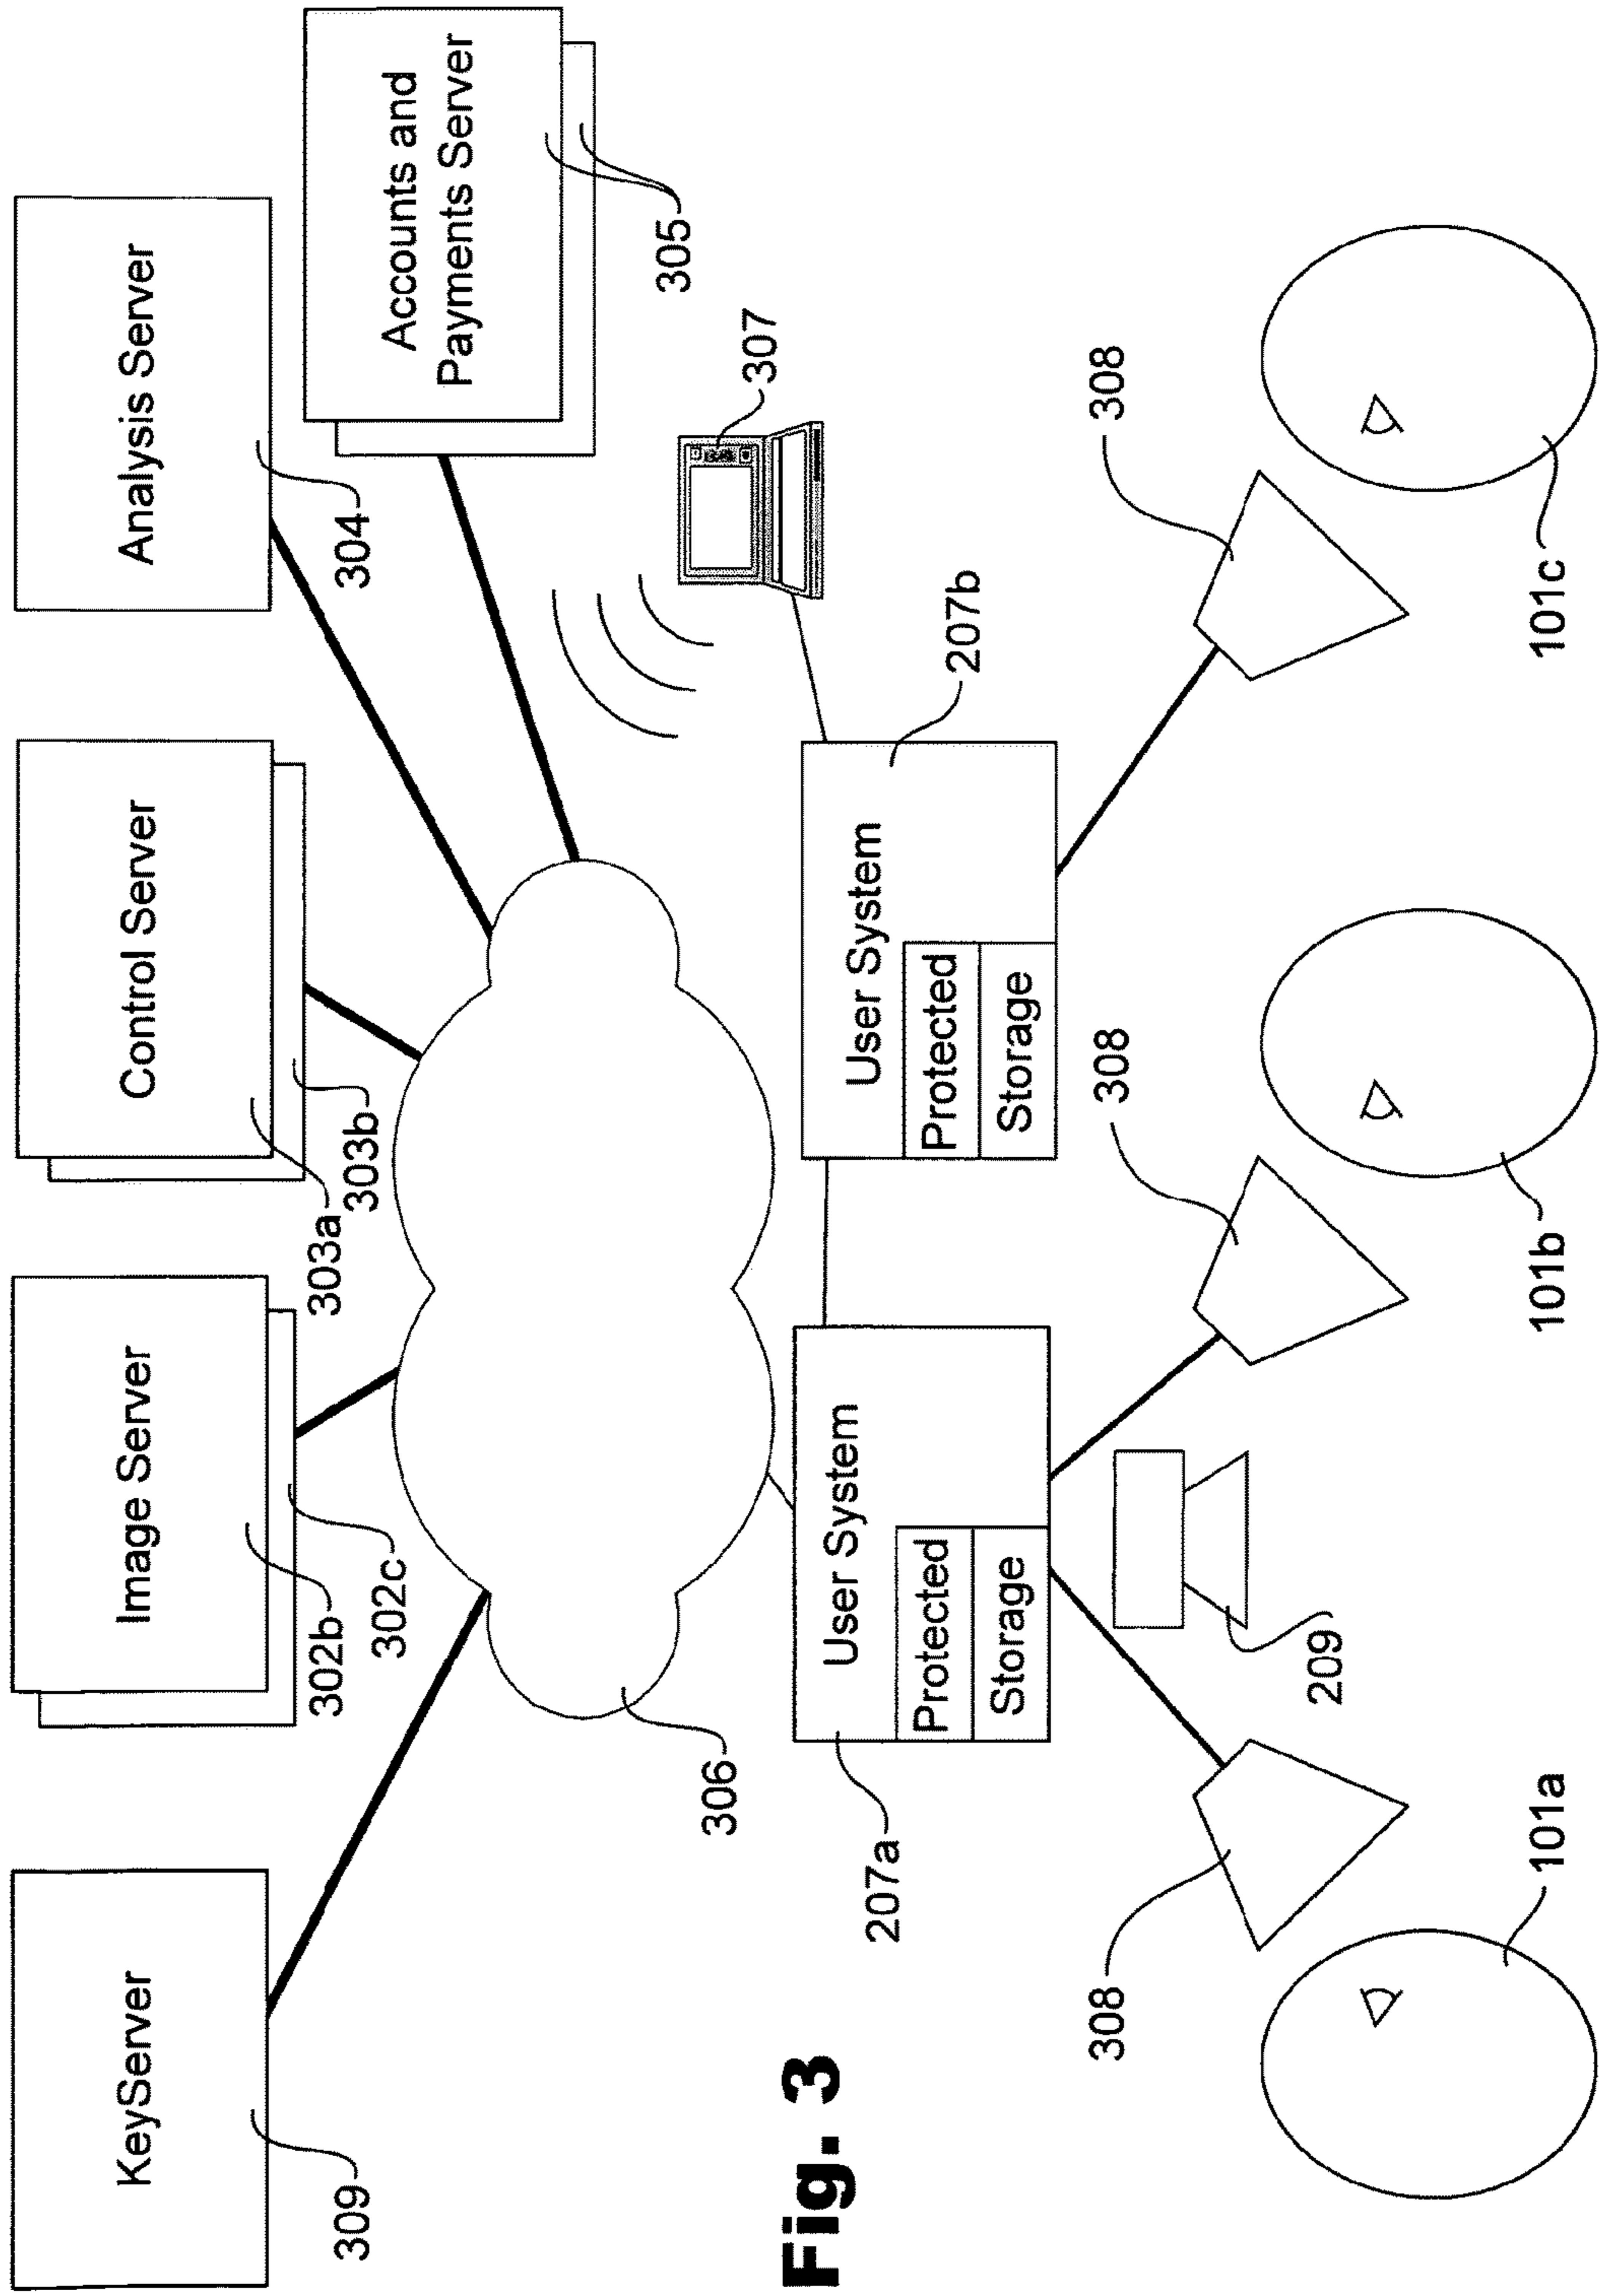 KeyServer
Image Server
Control Server
Analysis Server
309
302b
302c
303a
303b
304
Accounts and
Payments Server
305
306
307
Fig. 3
207a
User System
Protected
Storage
User System
Protected
Storage
207b
308
308
308
209
101a
101b
101c